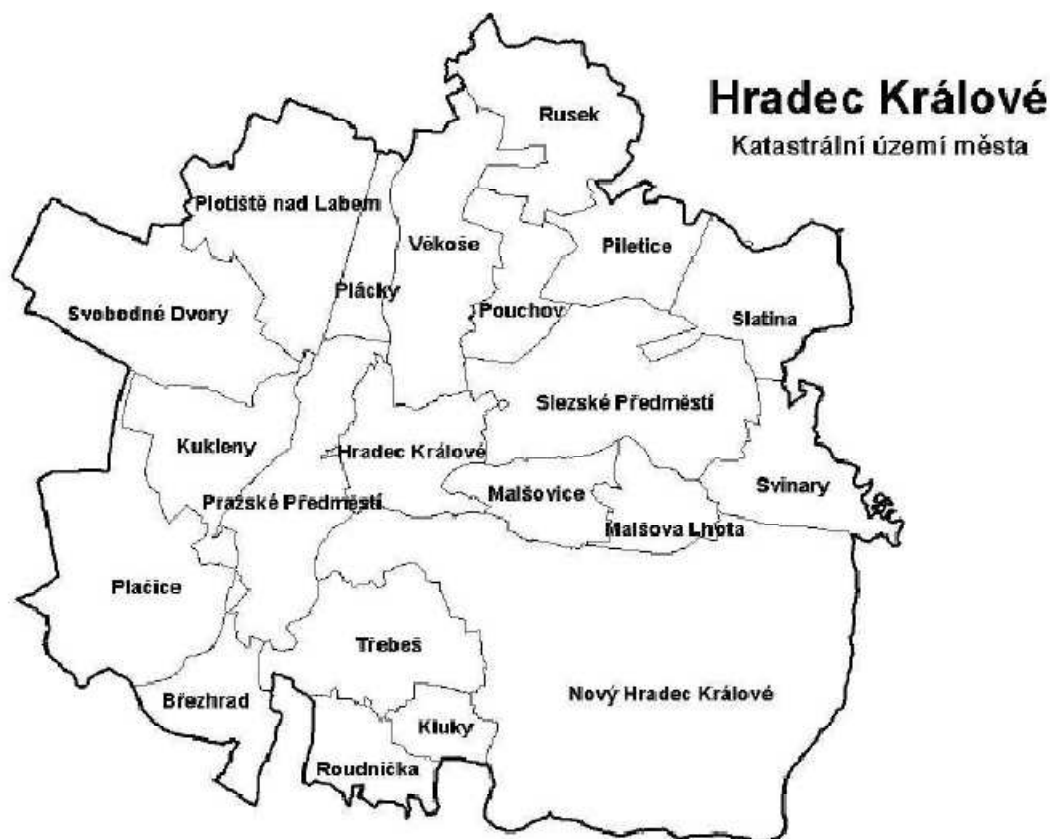 Hradec Králové
Katastrální území města
Rusek
Plotiště nad Labem
Věkoše
Piletice
Plácky
Pouchov
Svobodné Dvory
Slatina
Slezské Předměstí
Kukleny
Hradec Králové
Malšovice
Svinary
Pražské Předměstí
Malšova Lhota
Plačice
Třebeš
Nový Hradec Králové
Březhrad
Kluky
Roudnička